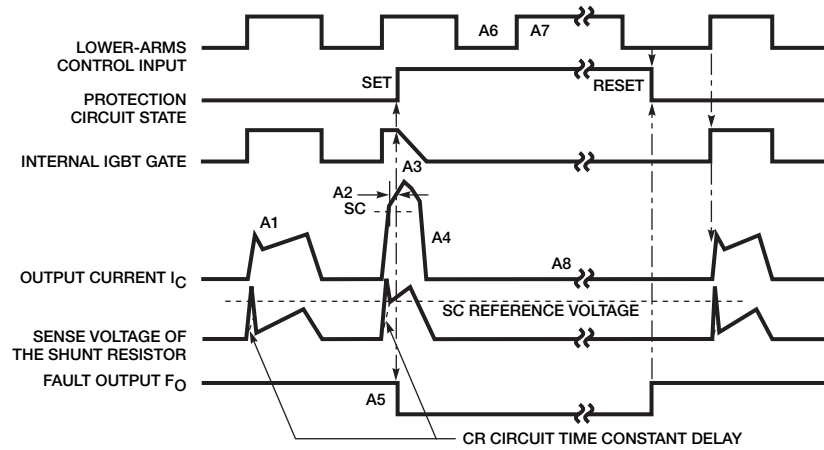 A6
A7
LOWER-ARMS
CONTROL INPUT
SET
RESET
PROTECTION
CIRCUIT STATE
INTERNAL IGBT GATE
A3
A2
SC
A1
A4
A8
OUTPUT CURRENT IC
SC REFERENCE VOLTAGE
SENSE VOLTAGE OF
THE SHUNT RESISTOR
FAULT OUTPUT FO
A5
CR CIRCUIT TIME CONSTANT DELAY